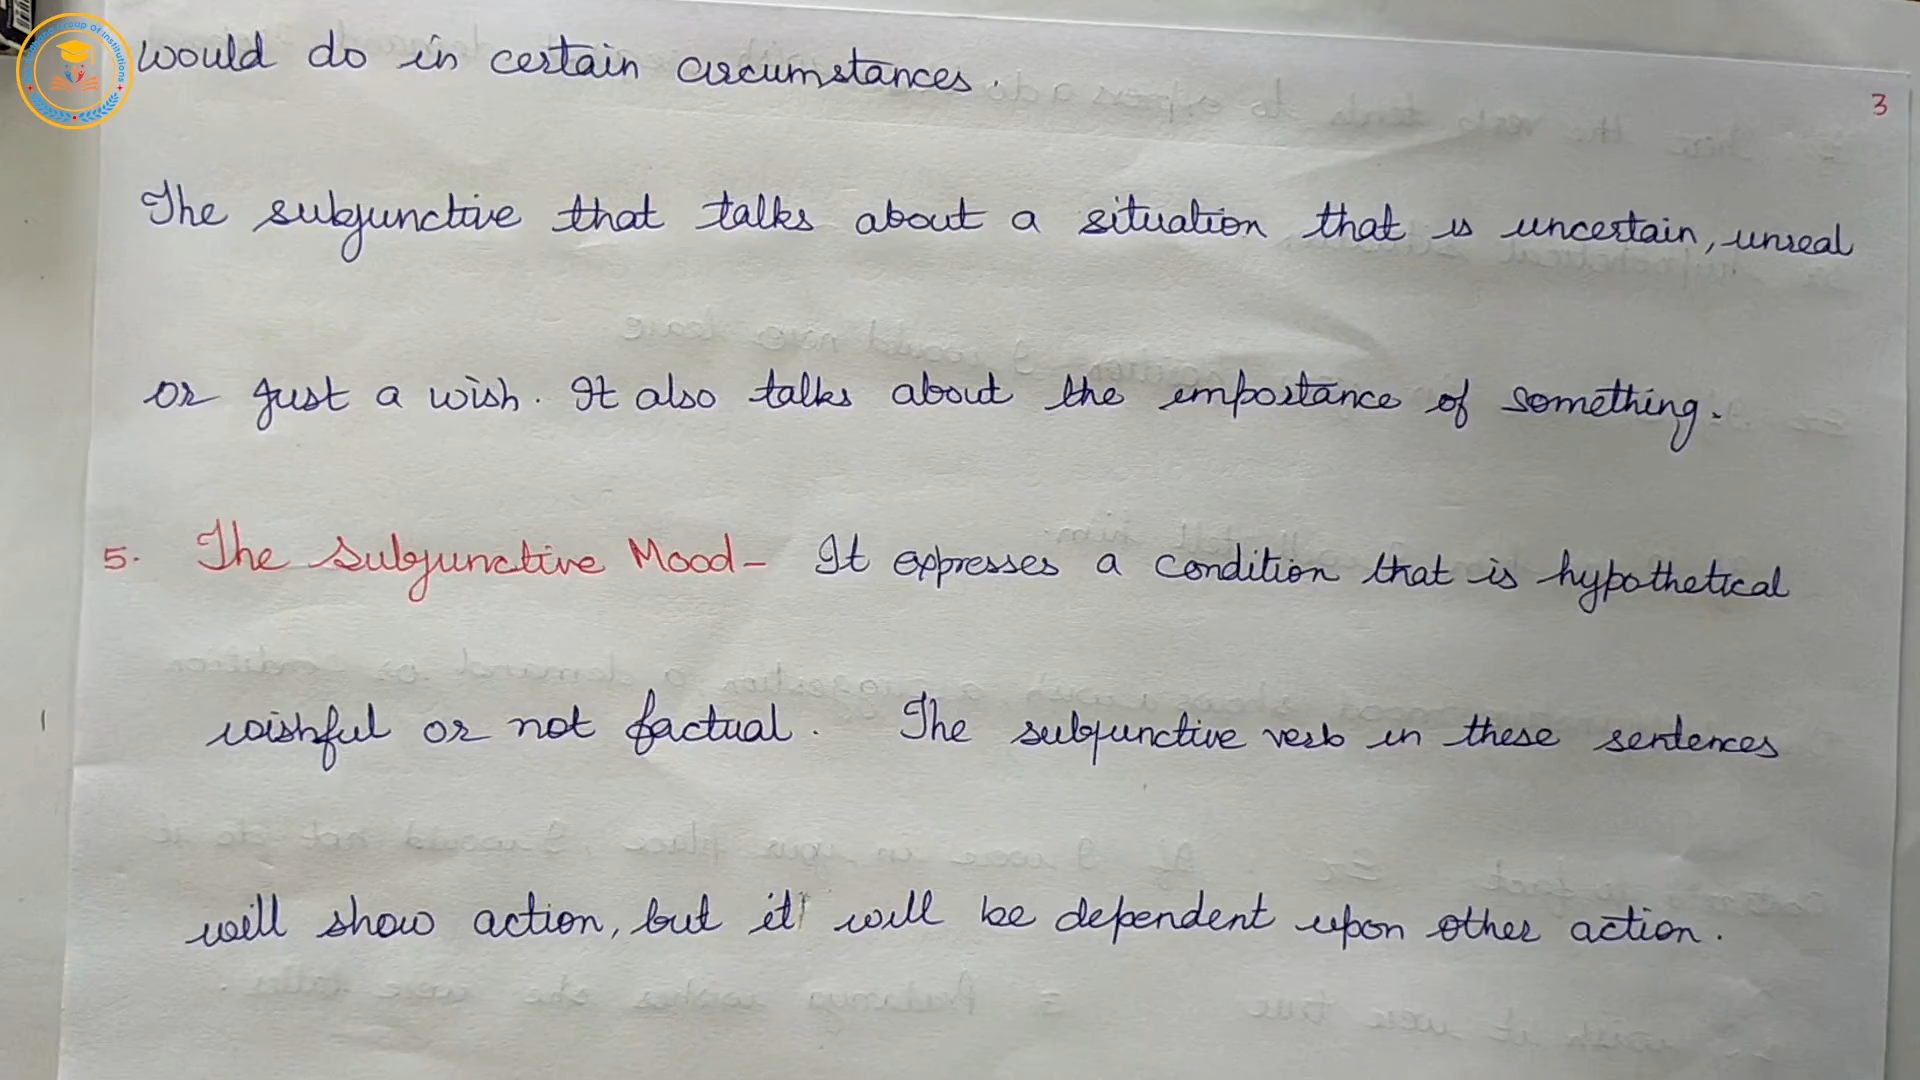 would do in certain circumstances.
3
The subjunctive that talks about a situation that is uncertain, unreal
or just a wish. It also talks about the importance of something.
5. The Subjunctive Mood - It expresses a condition that is hypothetical
wishful or not factual. The subjunctive verb in these sentences
will show action, but it will be dependent upon other action.